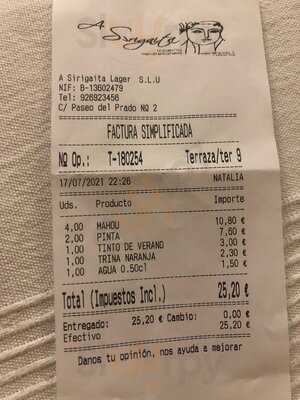 A Sirigaita
A Sirigaita Lager S.L.U
NIF: B-13602479
Tel: 926923456
C/ Paseo del Prado Nº 2
FACTURA SIMPLIFICADA
Nº Op.: T-180254 Terraza/ter 9
17/07/2021 22:26 NATALIA
Uds. Producto Importe
4,00 MAHOU 10,80 €
2,00 PINTA 7,60 €
1,00 TINTO DE VERANO 3,00 €
1,00 TRINA NARANJA 2,30 €
1,00 AGUA 0.50cl 1,50 €
Total (Impuestos Incl.) 25,20 €
Entregado: 25,20 € Cambio: 0,00 €
Efectivo 25,20 €
Danos tu opinión, nos ayuda a mejorar